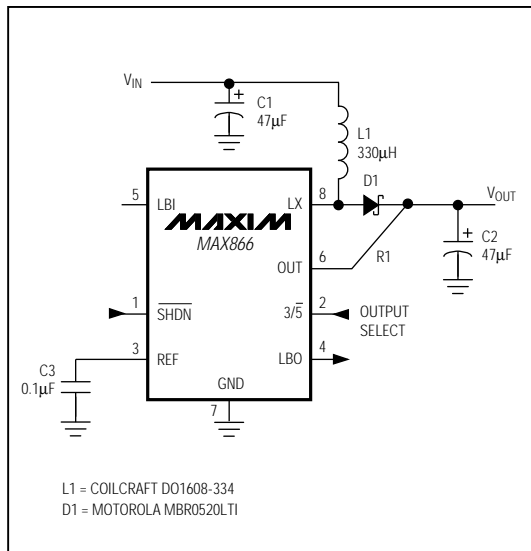 VIN
C1
47µF
L1
330µH
D1
VOUT
C2
47µF
R1
5
LBI
LX
8
MAXIM
MAX866
OUT
6
1
SHDN
3/5
2
OUTPUT
SELECT
3
REF
LBO
4
C3
0.1µF
GND
7
L1 = COILCRAFT DO1608-334
D1 = MOTOROLA MBR0520LTI